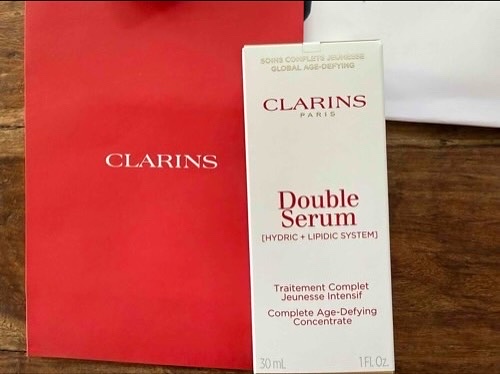 CLARINS
SOINS COMPLETS JEUNESSE
GLOBAL AGE-DEFYING
CLARINS
PARIS
Double
Serum
[HYDRIC + LIPIDIC SYSTEM]
Traitement Complet
Jeunesse Intensif
Complete Age-Defying
Concentrate
30 mL 1 Fl. Oz.